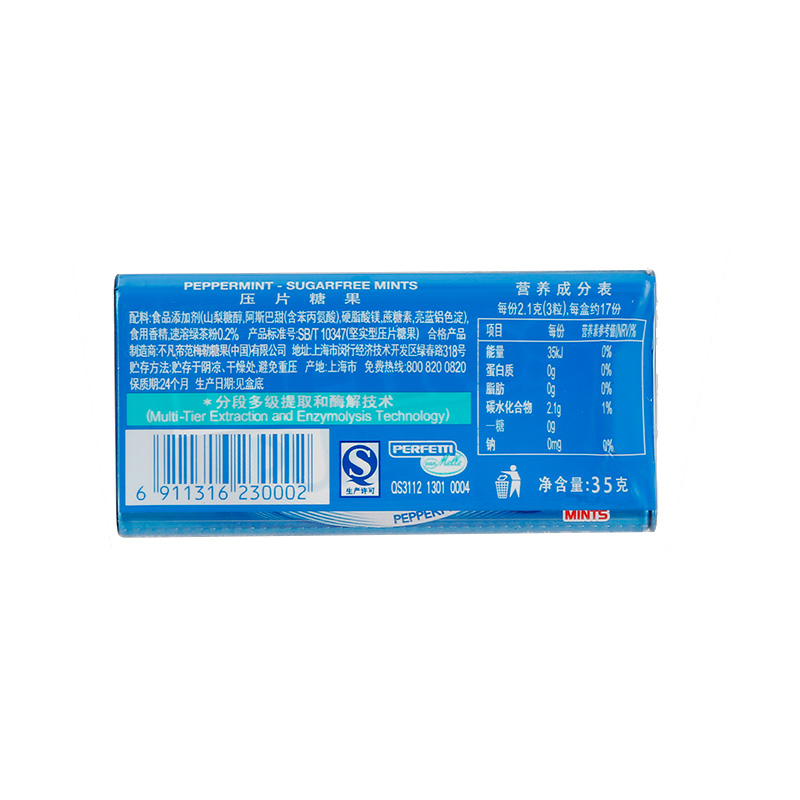 PEPPERMINT - SUGARFREE MINTS
压片糖果
配料:食品添加剂(山梨糖醇,阿斯巴甜(含苯丙氨酸),硬脂酸镁,蔗糖素,亮蓝铝色淀),
食用香精,速溶绿茶粉0.2% 产品标准号:SB/T 10347(坚实型压片糖果) 合格产品
制造商:不凡帝范梅勒糖果(中国)有限公司 地址:上海市闵行经济技术开发区绿春路318号
贮存方法:贮存于阴凉、干燥处,避免重压 产地:上海市 免费热线:800 820 0820
保质期:24个月 生产日期:见盒底
*分段多级提取和酶解技术
(Multi-Tier Extraction and Enzymolysis Technology)
6 911316 230002
生产许可
PERFETTI
van Melle
QS3112 1301 0004
营养成分表
每份2.1克(3粒),每盒约17份
项目 每份 营养素参考值(NRV)%
能量 35kJ 0%
蛋白质 0g 0%
脂肪 0g 0%
碳水化合物 2.1g 1%
—糖 0g
钠 0mg 0%
净含量:35克
MINTS